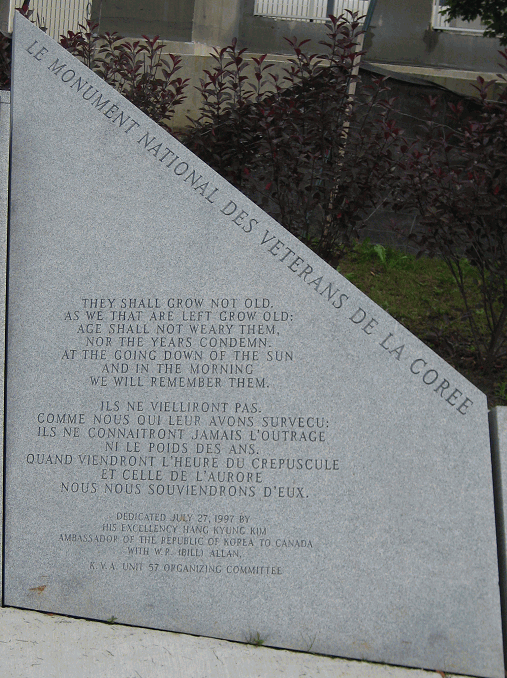 LE MONUMENT NATIONAL DES VETERANS DE LA COREE
THEY SHALL GROW NOT OLD.
AS WE THAT ARE LEFT GROW OLD;
AGE SHALL NOT WEARY THEM,
NOR THE YEARS CONDEMN.
AT THE GOING DOWN OF THE SUN
AND IN THE MORNING
WE WILL REMEMBER THEM.
ILS NE VIELLIRONT PAS.
COMME NOUS QUI LEUR AVONS SURVECU;
ILS NE CONNAITRONT JAMAIS L'OUTRAGE
NI LE POIDS DES ANS.
QUAND VIENDRONT L'HEURE DU CREPUSCULE
ET CELLE DE L'AURORE
NOUS NOUS SOUVIENDRONS D'EUX.
DEDICATED JULY 27, 1997 BY
HIS EXCELLENCY HANG KYUNG KIM
AMBASSADOR OF THE REPUBLIC OF KOREA TO CANADA
WITH W.R. (BILL) ALLAN,
K.V.A. UNIT 57 ORGANIZING COMMITTEE